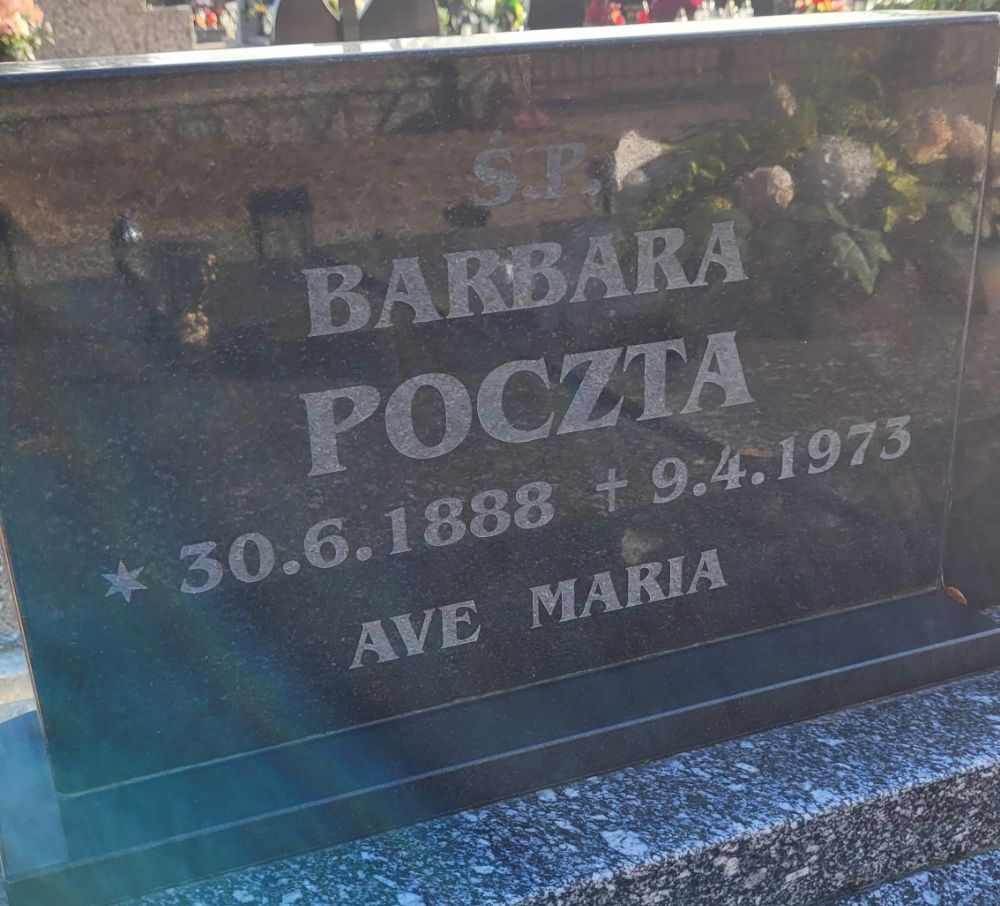 Ś.P.
BARBARA
POCZTA
★ 30.6.1888 † 9.4.1973
AVE MARIA